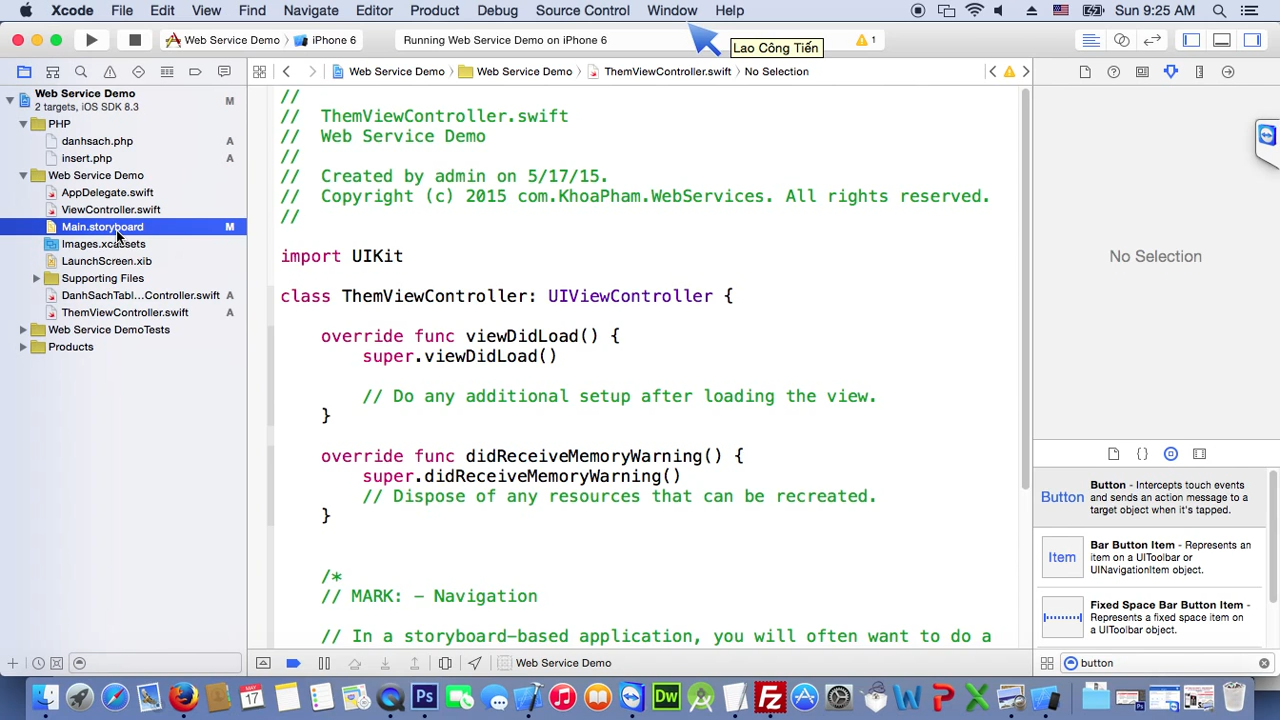 Xcode File Edit View Find Navigate Editor Product Debug Source Control Window Help
Sun 9:25 AM
Web Service Demo iPhone 6
Running Web Service Demo on iPhone 6
1
Lao Công Tiến
Web Service Demo
2 targets, iOS SDK 8.3
M
PHP
danhsach.php A
insert.php A
Web Service Demo
AppDelegate.swift
ViewController.swift
Main.storyboard M
Images.xcassets
LaunchScreen.xib
Supporting Files
DanhSachTabl...Controller.swift A
ThemViewController.swift A
Web Service DemoTests
Products
Web Service Demo Web Service Demo ThemViewController.swift No Selection
//
// ThemViewController.swift
// Web Service Demo
//
// Created by admin on 5/17/15.
// Copyright (c) 2015 com.KhoaPham.WebServices. All rights reserved.
//
import UIKit
class ThemViewController: UIViewController {
override func viewDidLoad() {
super.viewDidLoad()
// Do any additional setup after loading the view.
}
override func didReceiveMemoryWarning() {
super.didReceiveMemoryWarning()
// Dispose of any resources that can be recreated.
}
/*
// MARK: - Navigation
// In a storyboard-based application, you will often want to do a
Web Service Demo
No Selection
{ }
Button
Button - Intercepts touch events
and sends an action message to a
target object when it's tapped.
Item
Bar Button Item - Represents an
item on a UIToolbar or
UINavigationItem object.
Fixed Space Bar Button Item -
Represents a fixed space item on
a UIToolbar object.
button
17
Ps
Dw
Fz